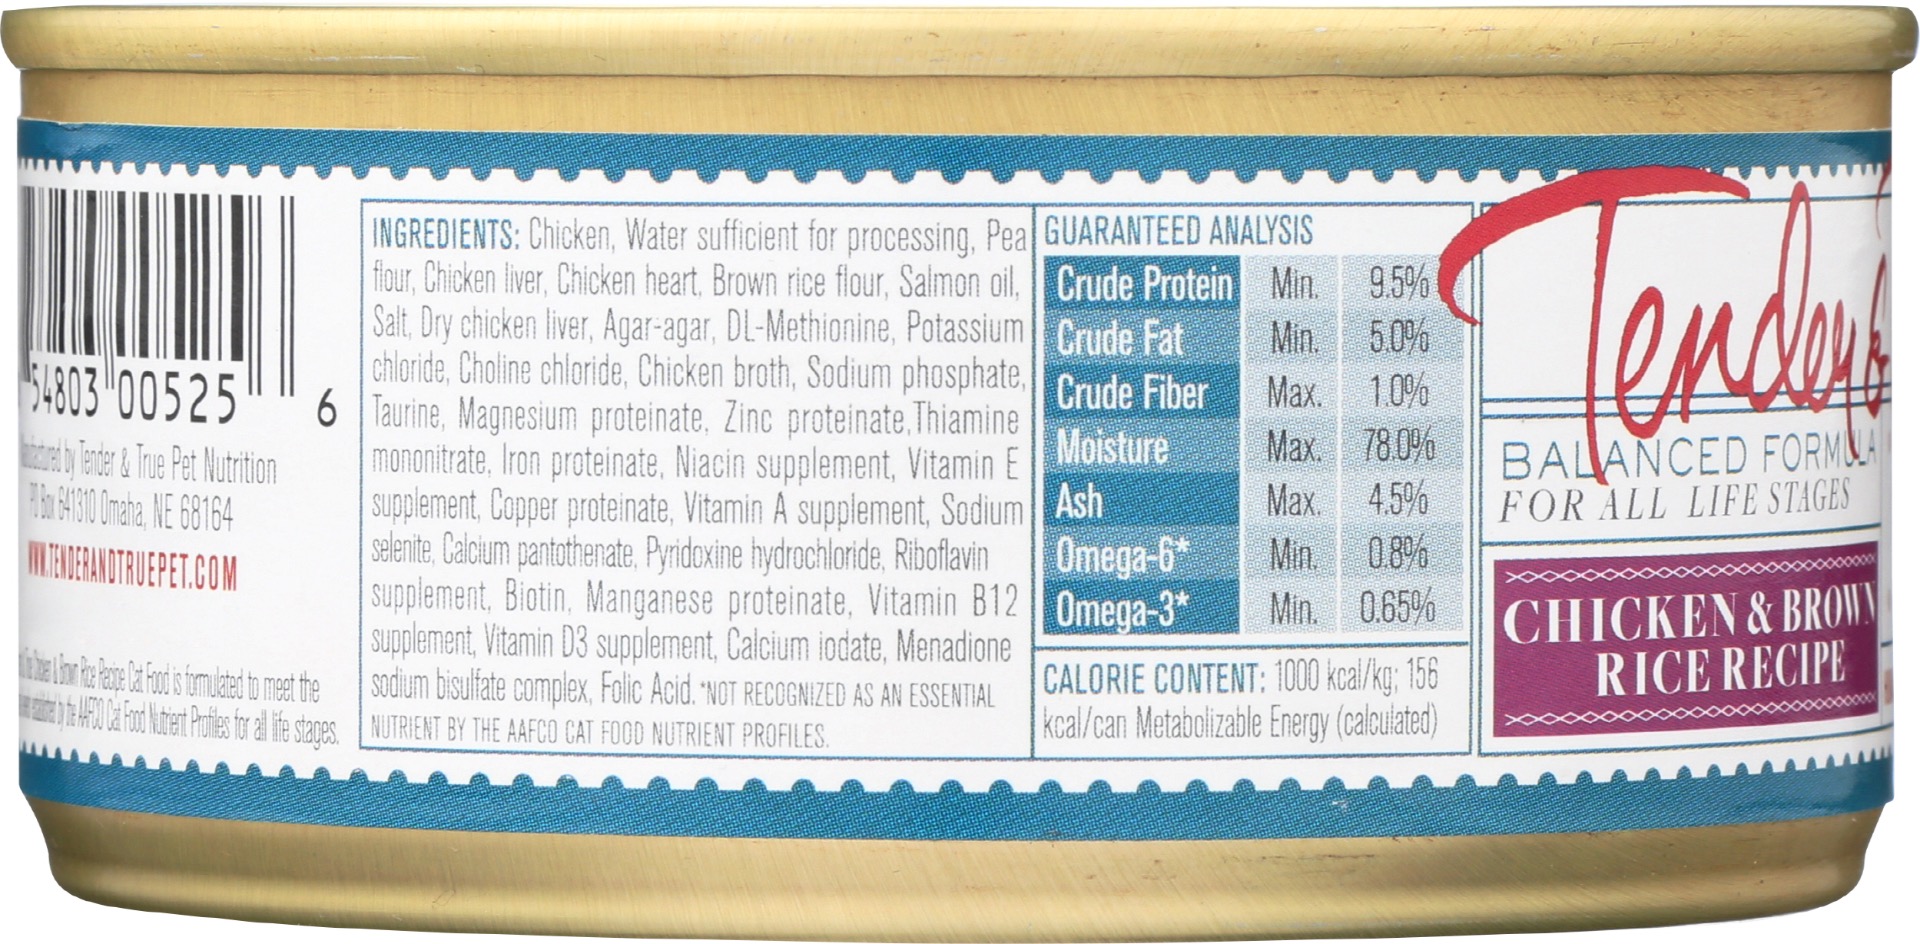 54803 00525 6
by Tender & True Pet Nutrition
PO Box 641310 Omaha, NE 68164
WWW.TENDERANDTRUEPET.COM
Chicken & Brown Rice Recipe Cat Food is formulated to meet the
established by the AAFCO Cat Food Nutrient Profiles for all life stages.
INGREDIENTS: Chicken, Water sufficient for processing, Pea
flour, Chicken liver, Chicken heart, Brown rice flour, Salmon oil,
Salt, Dry chicken liver, Agar-agar, DL-Methionine, Potassium
chloride, Choline chloride, Chicken broth, Sodium phosphate,
Taurine, Magnesium proteinate, Zinc proteinate,Thiamine
mononitrate, Iron proteinate, Niacin supplement, Vitamin E
supplement, Copper proteinate, Vitamin A supplement, Sodium
selenite, Calcium pantothenate, Pyridoxine hydrochloride, Riboflavin
supplement, Biotin, Manganese proteinate, Vitamin B12
supplement, Vitamin D3 supplement, Calcium iodate, Menadione
sodium bisulfate complex, Folic Acid. *NOT RECOGNIZED AS AN ESSENTIAL
NUTRIENT BY THE AAFCO CAT FOOD NUTRIENT PROFILES.
GUARANTEED ANALYSIS
Crude Protein Min. 9.5%
Crude Fat Min. 5.0%
Crude Fiber Max. 1.0%
Moisture Max. 78.0%
Ash Max. 4.5%
Omega-6* Min. 0.8%
Omega-3* Min. 0.65%
CALORIE CONTENT: 1000 kcal/kg; 156
kcal/can Metabolizable Energy (calculated)
Tender &
BALANCED FORMULA
FOR ALL LIFE STAGES
CHICKEN & BROWN
RICE RECIPE